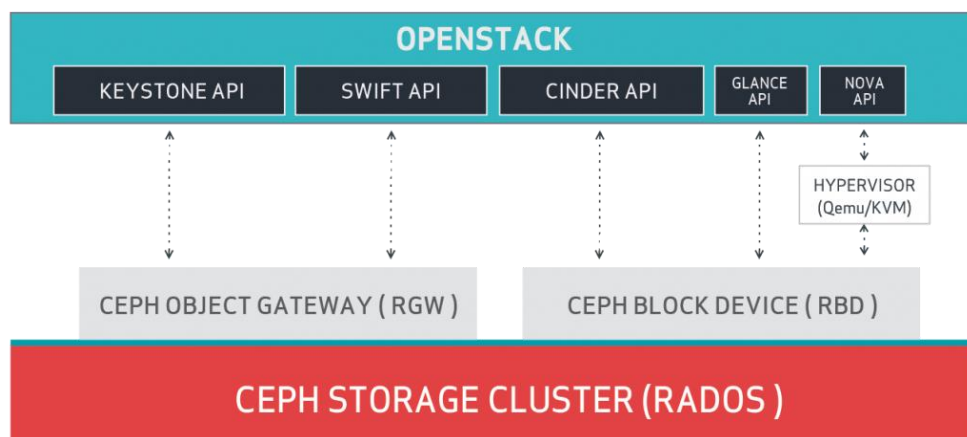 OPENSTACK
KEYSTONE API
SWIFT API
CINDER API
GLANCE
API
NOVA
API
HYPERVISOR
(Qemu/KVM)
CEPH OBJECT GATEWAY ( RGW )
CEPH BLOCK DEVICE ( RBD )
CEPH STORAGE CLUSTER (RADOS )